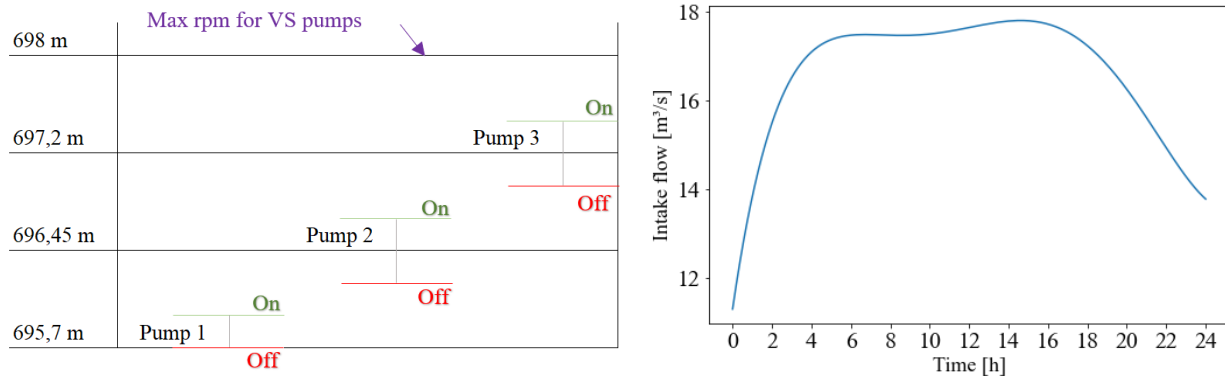 Max rpm for VS pumps
698 m
On
697,2 m
Pump 3
Off
On
Pump 2
696,45 m
Off
On
695,7 m
Pump 1
Off
Intake flow [m³/s]
18
16
14
12
0 2 4 6 8 10 12 14 16 18 20 22 24
Time [h]